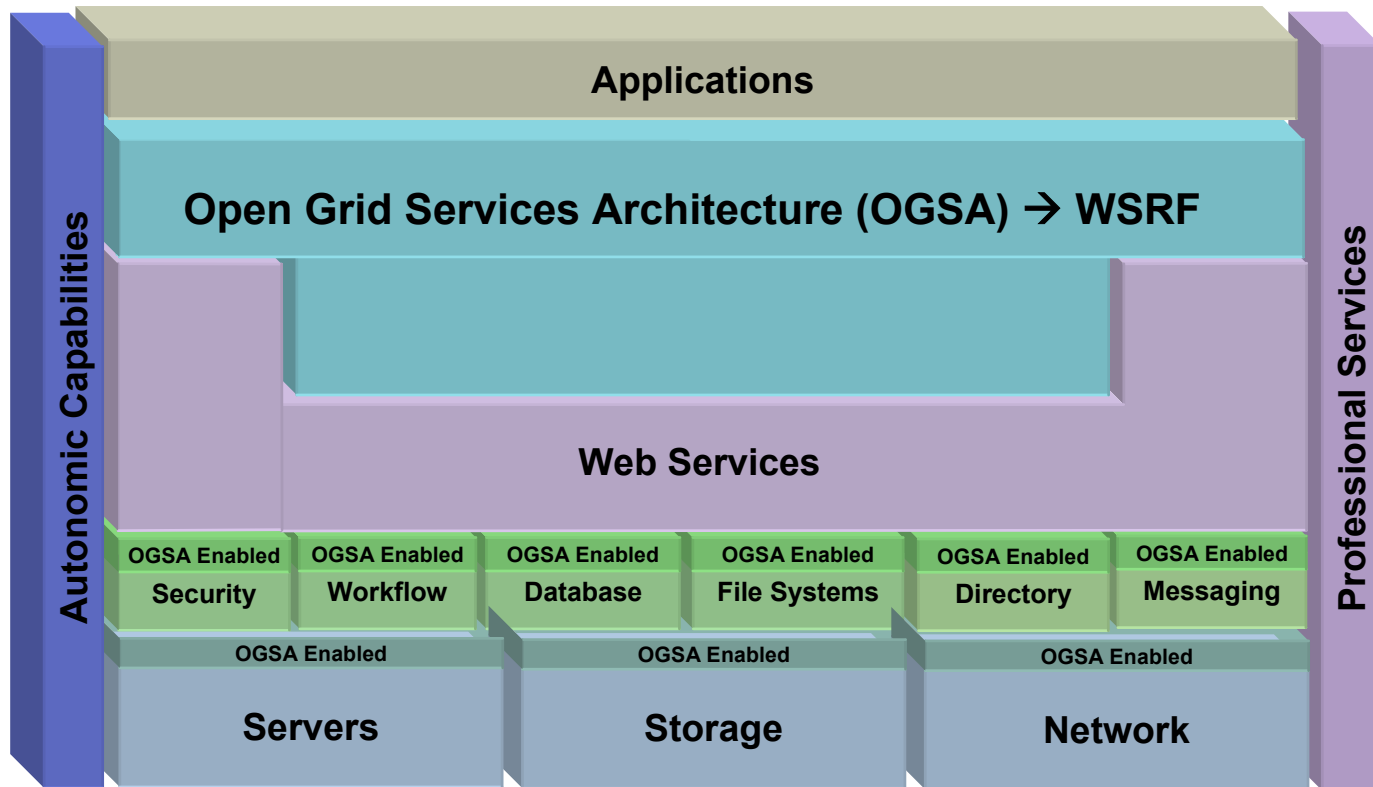 Applications
Open Grid Services Architecture (OGSA) → WSRF
Autonomic Capabilities
Professional Services
Web Services
OGSA Enabled
Security
OGSA Enabled
Workflow
OGSA Enabled
Database
OGSA Enabled
File Systems
OGSA Enabled
Directory
OGSA Enabled
Messaging
OGSA Enabled
Servers
OGSA Enabled
Storage
OGSA Enabled
Network